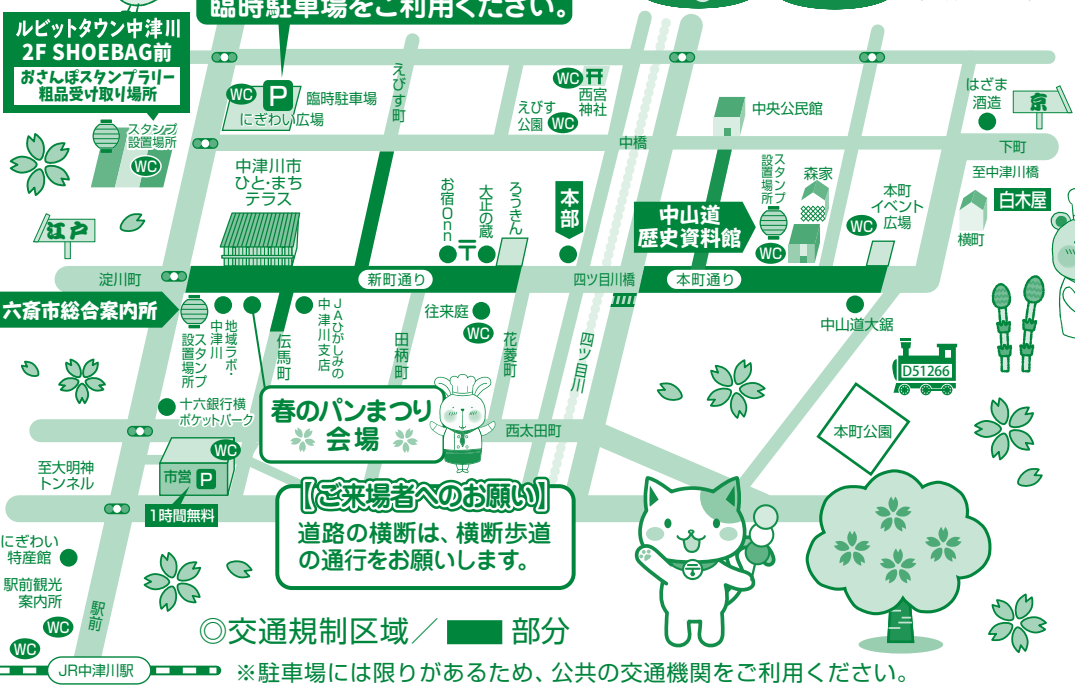 臨時駐車場をご利用ください。
ルビットタウン中津川
2F SHOEBAG前
おさんぽスタンプラリー
粗品受け取り場所
スタンプ
設置場所
WC
江戸
WC
P
臨時駐車場
にぎわい広場
えびす町
WC
西宮
神社
えびす
公園
WC
中橋
中央公民館
はざま
酒造
京
下町
至中津川橋
白木屋
横町
中津川市
ひと・まち
テラス
お宿Onn
〒
大正の蔵
ろうきん
本部
中山道
歴史資料館
スタンプ
設置場所
WC
森家
WC
本町
イベント
広場
淀川町
新町通り
四ツ目川橋
本町通り
六斎市総合案内所
スタンプ
設置場所
地域ラボ・
中津川
伝馬町
JAひがしみの
中津川支店
田柄町
往来庭
WC
花菱町
四ツ目川
中山道大鋸
D51266
十六銀行横
ポケットパーク
春のパンまつり
会場
西太田町
本町公園
至大明神
トンネル
市営
P
WC
1時間無料
【ご来場者へのお願い】
道路の横断は、横断歩道
の通行をお願いします。
にぎわい
特産館
駅前観光
案内所
WC
WC
駅前
〒
◎交通規制区域/
部分
JR中津川駅
※駐車場には限りがあるため、公共の交通機関をご利用ください。